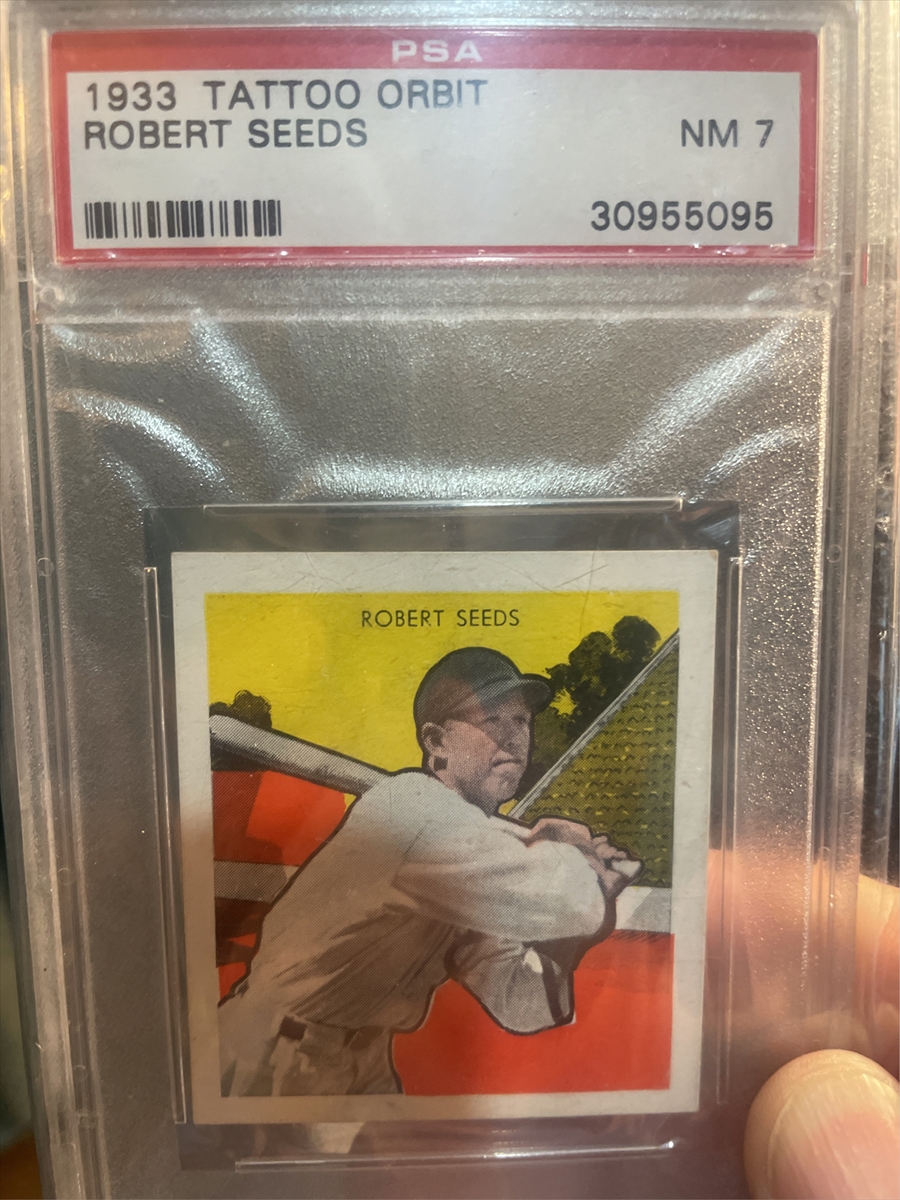 PSA
1933 TATTOO ORBIT
ROBERT SEEDS
NM 7
30955095
ROBERT SEEDS